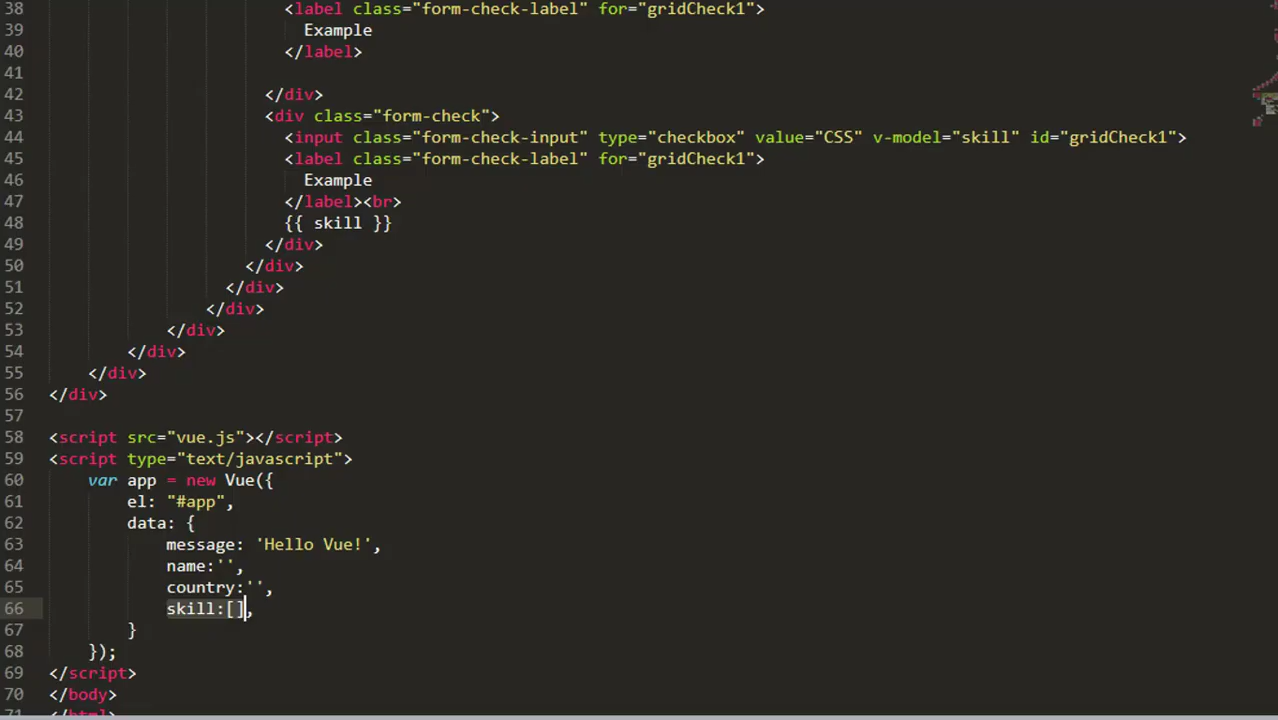 38 <label class="form-check-label" for="gridCheck1">
39 Example
40 </label>
41
42 </div>
43 <div class="form-check">
44 <input class="form-check-input" type="checkbox" value="CSS" v-model="skill" id="gridCheck1">
45 <label class="form-check-label" for="gridCheck1">
46 Example
47 </label><br>
48 {{ skill }}
49 </div>
50 </div>
51 </div>
52 </div>
53 </div>
54 </div>
55 </div>
56 </div>
57
58 <script src="vue.js"></script>
59 <script type="text/javascript">
60 var app = new Vue({
61 el: "#app",
62 data: {
63 message: 'Hello Vue!',
64 name:'',
65 country:'',
66 skill:[],
67 }
68 });
69 </script>
70 </body>
71 </html>